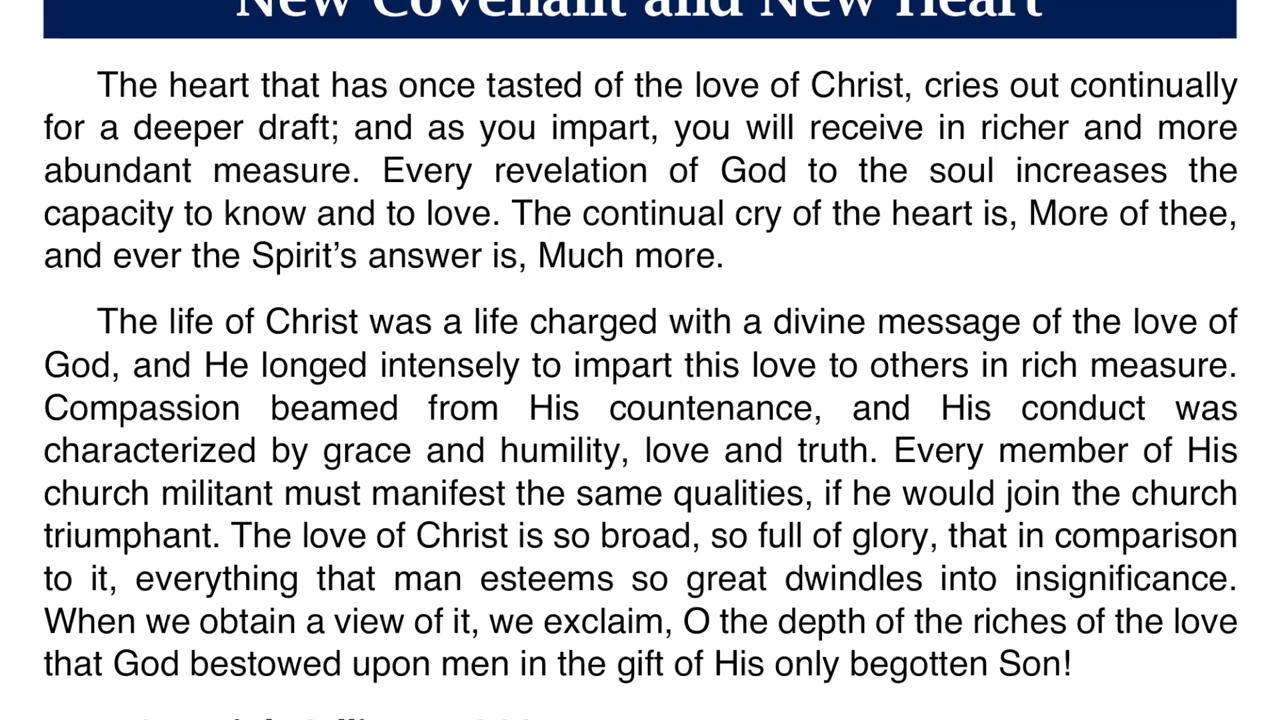 New Covenant and New Heart
The heart that has once tasted of the love of Christ, cries out continually
for a deeper draft; and as you impart, you will receive in richer and more
abundant measure. Every revelation of God to the soul increases the
capacity to know and to love. The continual cry of the heart is, More of thee,
and ever the Spirit’s answer is, Much more.
The life of Christ was a life charged with a divine message of the love of
God, and He longed intensely to impart this love to others in rich measure.
Compassion beamed from His countenance, and His conduct was
characterized by grace and humility, love and truth. Every member of His
church militant must manifest the same qualities, if he would join the church
triumphant. The love of Christ is so broad, so full of glory, that in comparison
to it, everything that man esteems so great dwindles into insignificance.
When we obtain a view of it, we exclaim, O the depth of the riches of the love
that God bestowed upon men in the gift of His only begotten Son!